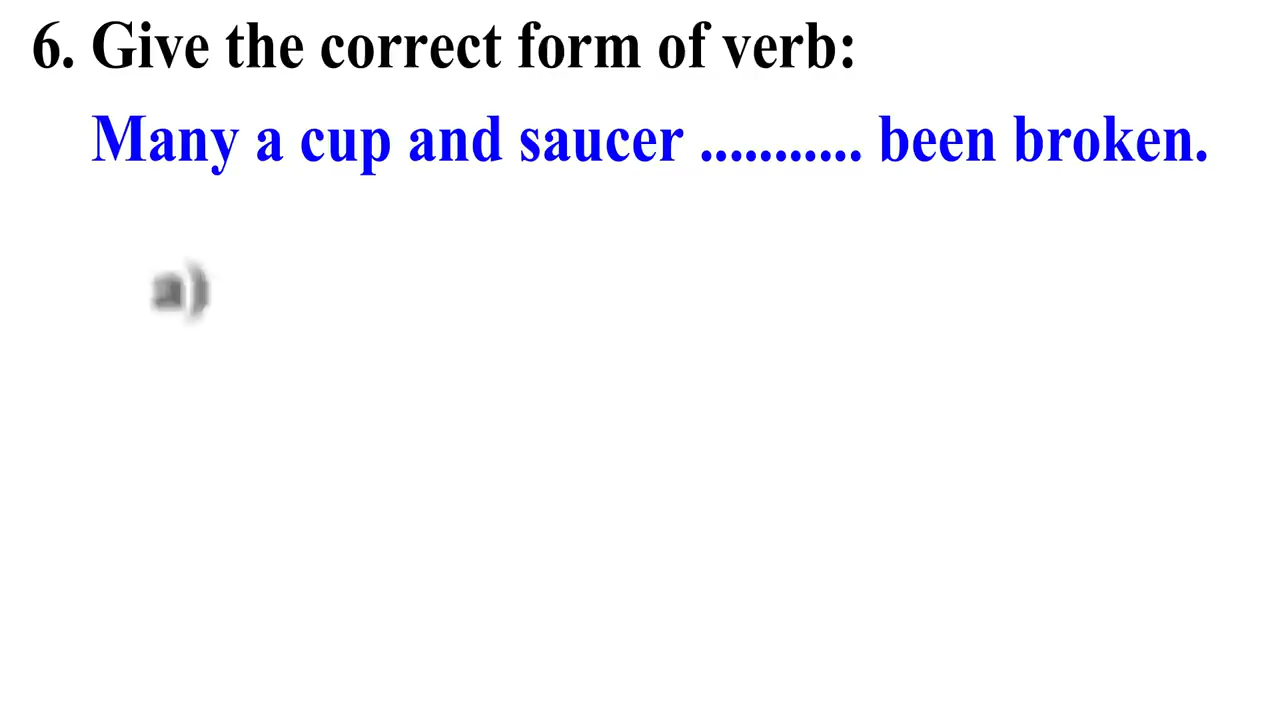 6. Give the correct form of verb:
Many a cup and saucer ........... been broken.
a)